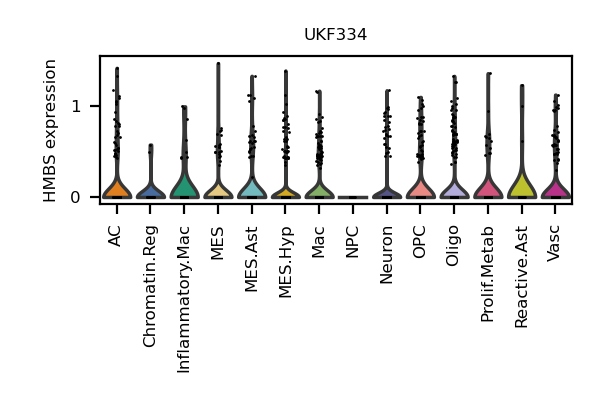 UKF334
HMBS expression
1
0
AC
Chromatin.Reg
Inflammatory.Mac
MES
MES.Ast
MES.Hyp
Mac
NPC
Neuron
OPC
Oligo
Prolif.Metab
Reactive.Ast
Vasc